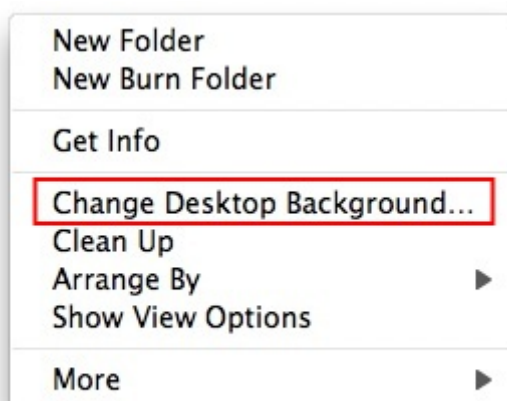 New Folder
New Burn Folder
Get Info
Change Desktop Background...
Clean Up
Arrange By
Show View Options
More